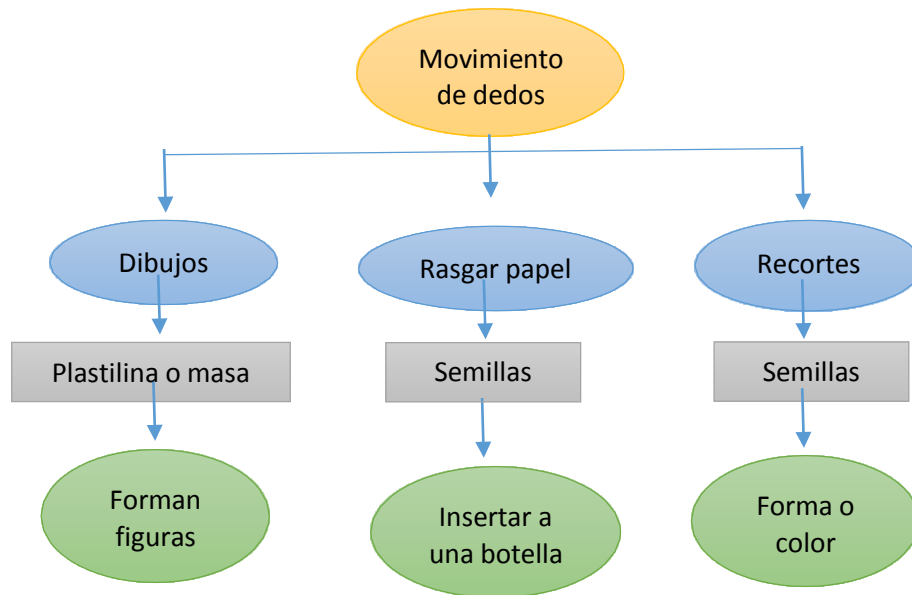 Movimiento
de dedos
Dibujos
Rasgar papel
Recortes
Plastilina o masa
Semillas
Semillas
Forman
figuras
Insertar a
una botella
Forma o
color